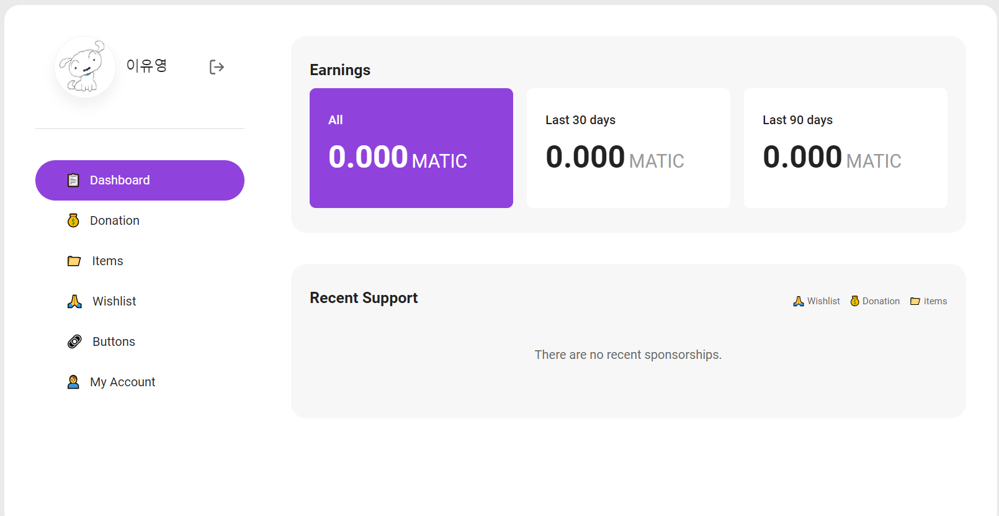 이유영
Dashboard
Donation
Items
Wishlist
Buttons
My Account
Earnings
All
0.000 MATIC
Last 30 days
0.000 MATIC
Last 90 days
0.000 MATIC
Recent Support
Wishlist Donation items
There are no recent sponsorships.